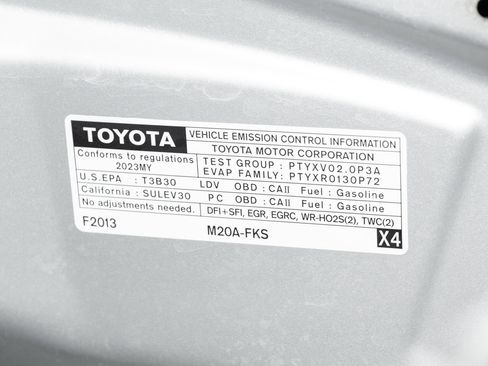 TOYOTA
VEHICLE EMISSION CONTROL INFORMATION
TOYOTA MOTOR CORPORATION
Conforms to regulations
2023MY
TEST GROUP : PTYXV02.0P3A
EVAP FAMILY: PTYXR0130P72
U.S.EPA : T3B30 LDV OBD : CAII Fuel : Gasoline
California : SULEV30 PC OBD : CAII Fuel : Gasoline
No adjustments needed. DFI+SFI, EGR, EGRC, WR-HO2S(2), TWC(2)
F2013 M20A-FKS X4